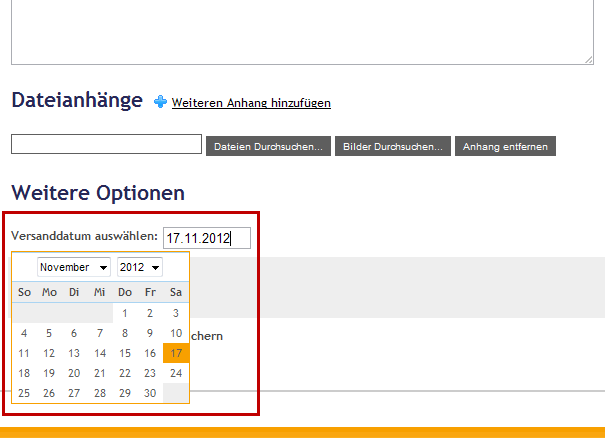 Dateianhänge Weiteren Anhang hinzufügen
Dateien Durchsuchen... Bilder Durchsuchen... Anhang entfernen
Weitere Optionen
Versanddatum auswählen: 17.11.2012
November 2012
So Mo Di Mi Do Fr Sa
1 2 3
4 5 6 7 8 9 10
chern
11 12 13 14 15 16 17
18 19 20 21 22 23 24
25 26 27 28 29 30